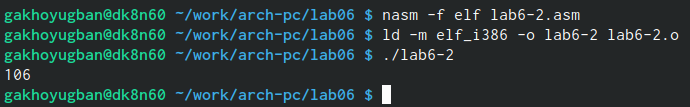 gakhoyugban@dk8n60 ~/work/arch-pc/lab06 $ nasm -f elf lab6-2.asm
gakhoyugban@dk8n60 ~/work/arch-pc/lab06 $ ld -m elf_i386 -o lab6-2 lab6-2.o
gakhoyugban@dk8n60 ~/work/arch-pc/lab06 $ ./lab6-2
106
gakhoyugban@dk8n60 ~/work/arch-pc/lab06 $